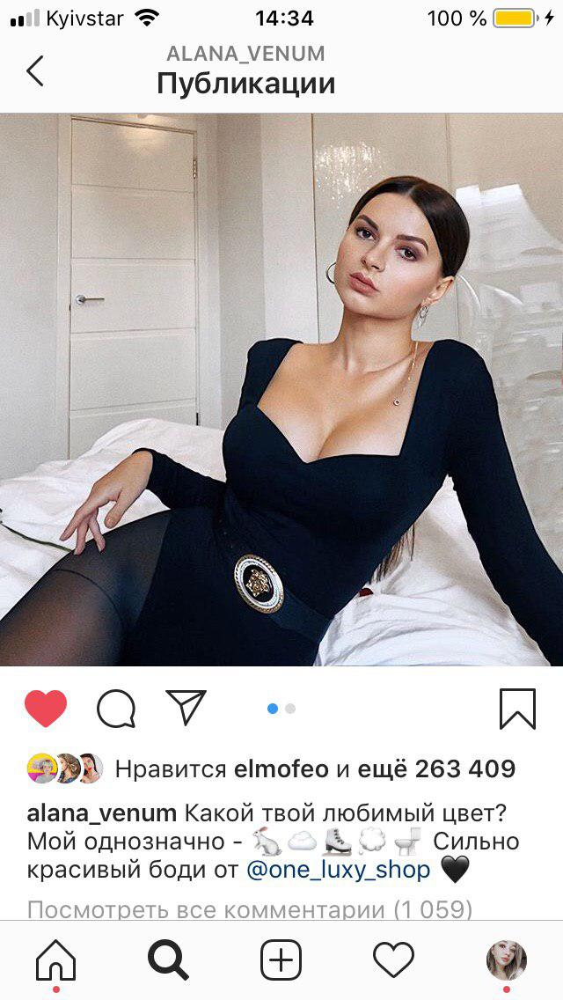 Kyivstar 14:34 100 %
ALANA_VENUM
Публикации
Нравится elmofeo и ещё 263 409
alana_venum Какой твой любимый цвет?
Мой однозначно - 🐇☁️⛸💭🚽 Сильно
красивый боди от @one_luxy_shop 🖤
Посмотреть все комментарии (1 059)